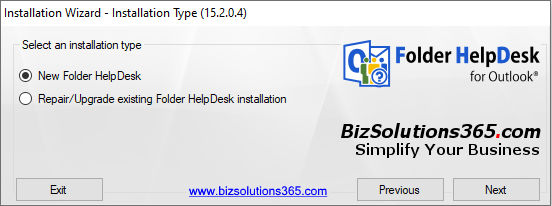 Installation Wizard - Installation Type (15.2.0.4)
Select an installation type
New Folder HelpDesk
Repair/Upgrade existing Folder HelpDesk installation
Folder HelpDesk
for Outlook®
BizSolutions365.com
Simplify Your Business
Exit
www.bizsolutions365.com
Previous
Next